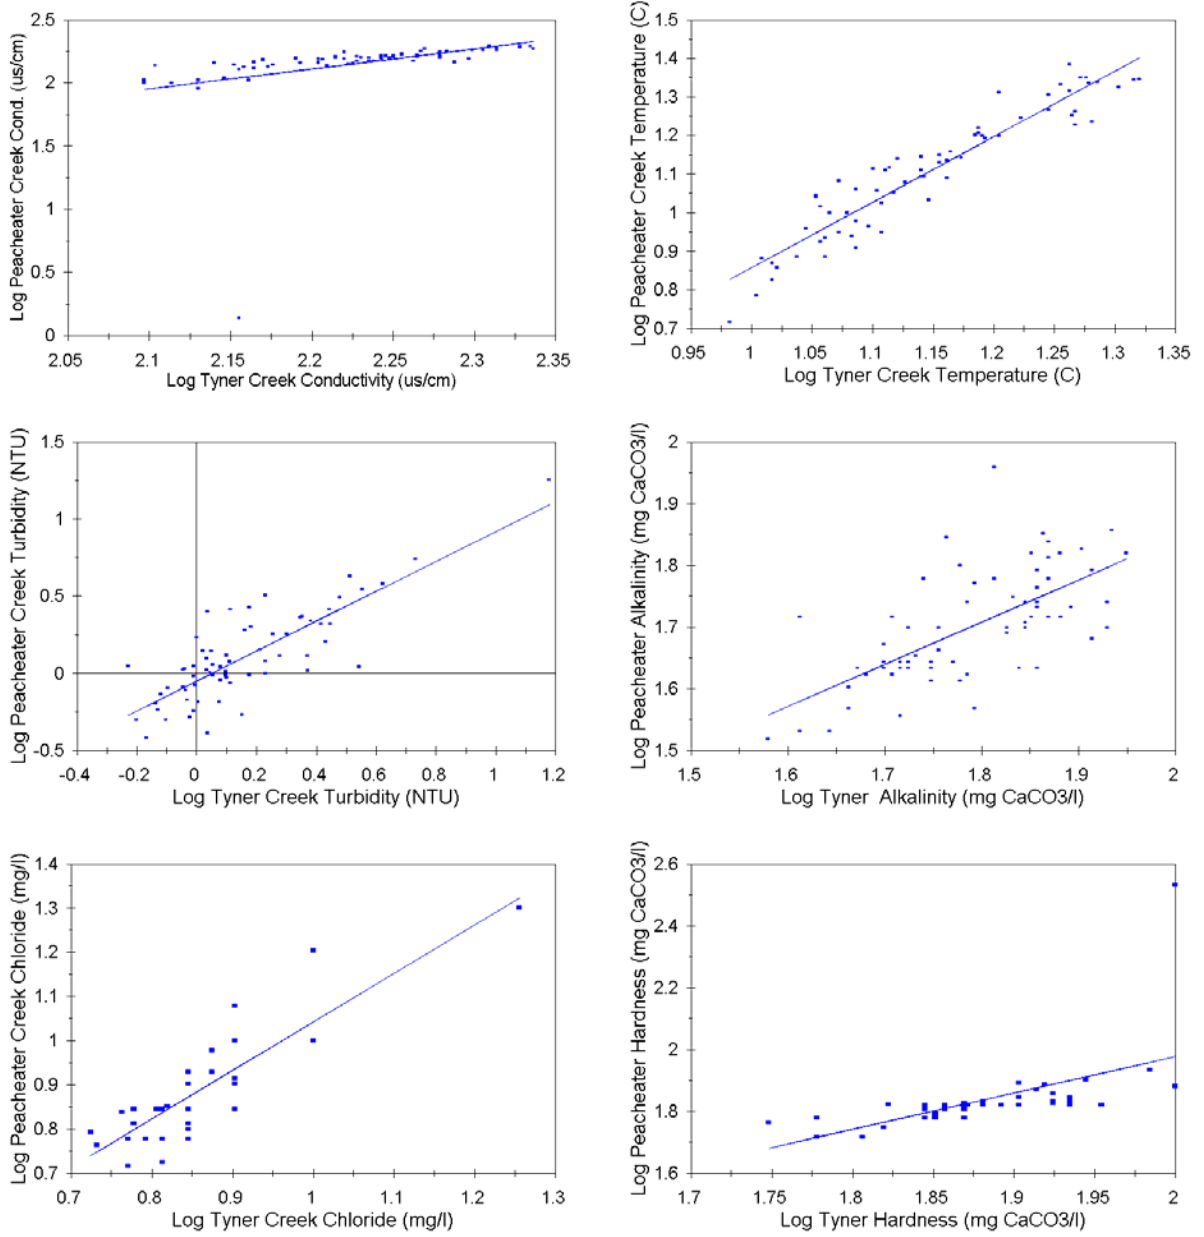 Log Peacheater Creek Cond. (us/cm)
2.5
2
1.5
1
0.5
0
2.05 2.1 2.15 2.2 2.25 2.3 2.35
Log Tyner Creek Conductivity (us/cm)
Log Peacheater Creek Temperature (C)
1.5
1.4
1.3
1.2
1.1
1
0.9
0.8
0.7
0.95 1 1.05 1.1 1.15 1.2 1.25 1.3 1.35
Log Tyner Creek Temperature (C)
Log Peacheater Creek Turbidity (NTU)
1.5
1
0.5
0
-0.5
-0.4 -0.2 0 0.2 0.4 0.6 0.8 1 1.2
Log Tyner Creek Turbidity (NTU)
Log Peacheater Alkalinity (mg CaCO3/l)
2
1.9
1.8
1.7
1.6
1.5
1.5 1.6 1.7 1.8 1.9 2
Log Tyner Alkalinity (mg CaCO3/l)
Log Peacheater Creek Chloride (mg/l)
1.4
1.3
1.2
1.1
1
0.9
0.8
0.7
0.7 0.8 0.9 1 1.1 1.2 1.3
Log Tyner Creek Chloride (mg/l)
Log Peacheater Hardness (mg CaCO3/l)
2.6
2.4
2.2
2
1.8
1.6
1.7 1.75 1.8 1.85 1.9 1.95 2
Log Tyner Hardness (mg CaCO3/l)